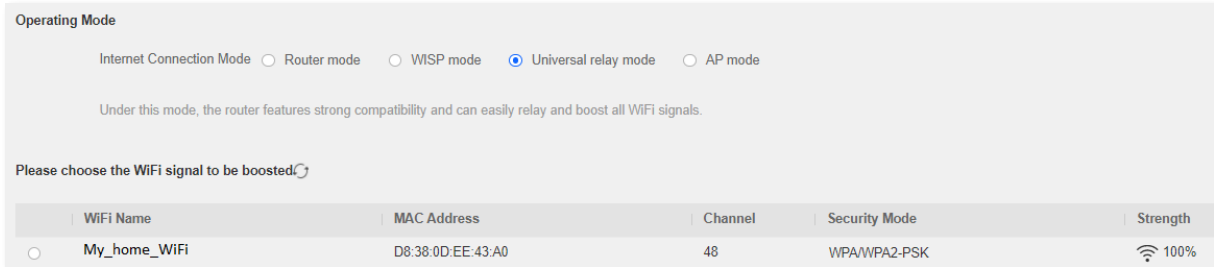 Operating Mode
Internet Connection Mode Router mode WISP mode Universal relay mode AP mode
Under this mode, the router features strong compatibility and can easily relay and boost all WiFi signals.
Please choose the WiFi signal to be boosted.
WiFi Name MAC Address Channel Security Mode Strength
My_home_WiFi D8:38:0D:EE:43:A0 48 WPA/WPA2-PSK 100%